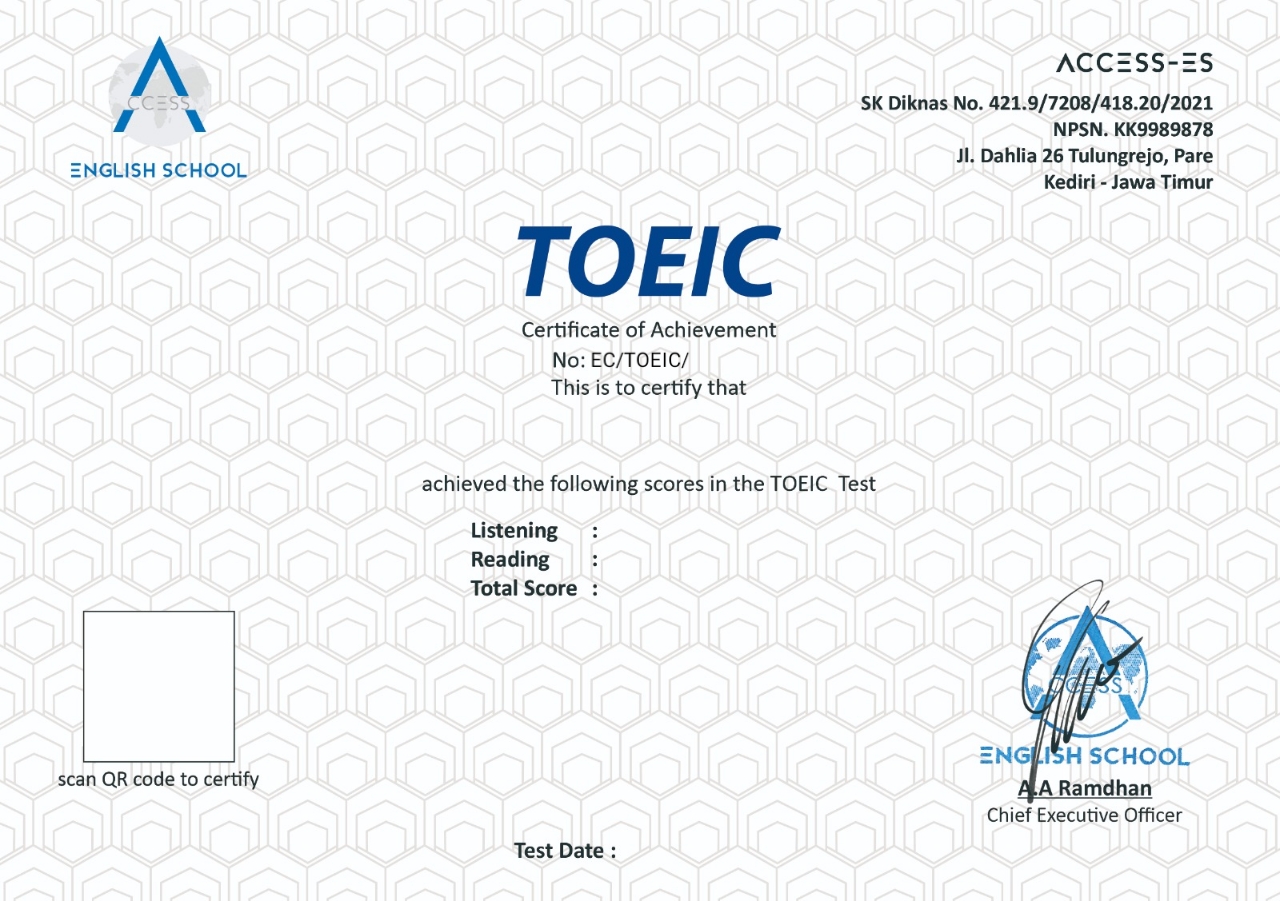 CCESS
ENGLISH SCHOOL
ACCESS-ES
SK Diknas No. 421.9/7208/418.20/2021
NPSN. KK9989878
Jl. Dahlia 26 Tulungrejo, Pare
Kediri - Jawa Timur
TOEIC
Certificate of Achievement
No: EC/TOEIC/
This is to certify that
achieved the following scores in the TOEIC Test
Listening :
Reading :
Total Score :
scan QR code to certify
CCESS
ENGLISH SCHOOL
A.A Ramdhan
Chief Executive Officer
Test Date :